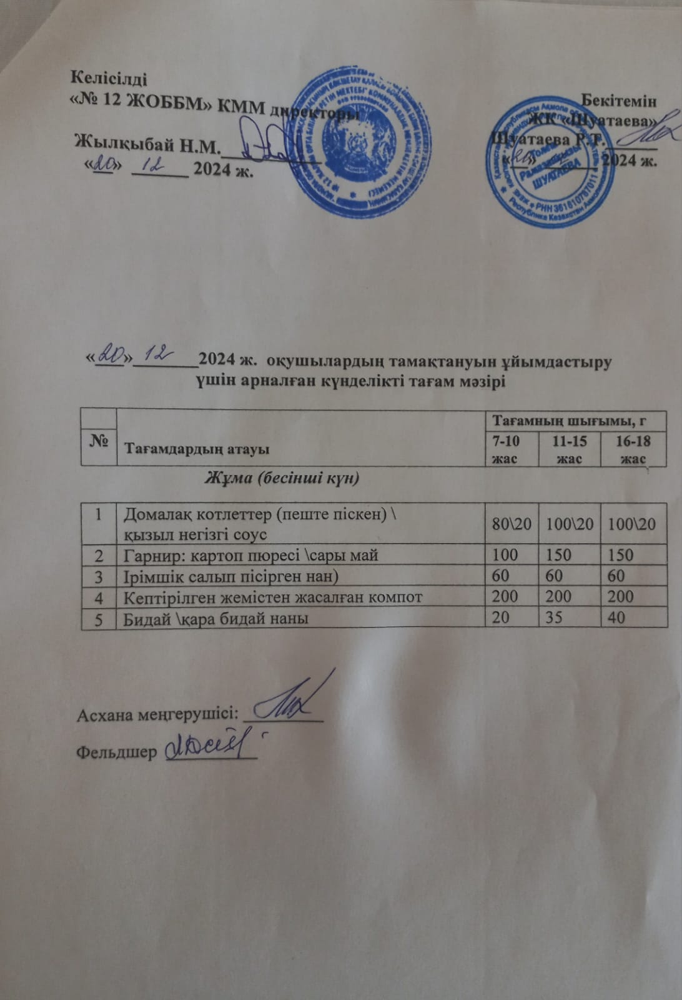 Келісілді
«№ 12 ЖОББМ» КММ директоры
Жылқыбай Н.М.
«20» 12 2024 ж.
Бекітемін
ЖК «Шуатаева»
Шуатаева Р.Т.
2024 ж.
«20» 12 2024 ж. оқушылардың тамақтануын ұйымдастыру
үшін арналған күнделікті тағам мәзірі
№ Тағамдардың атауы Тағамның шығымы, г
7-10 жас 11-15 жас 16-18 жас
Жұма (бесінші күн)
1 Домалақ котлеттер (пеште піскен) \
қызыл негізгі соус 80\20 100\20 100\20
2 Гарнир: картоп пюресі \сары май 100 150 150
3 Ірімшік салып пісірген нан) 60 60 60
4 Кептірілген жемістен жасалған компот 200 200 200
5 Бидай \қара бидай наны 20 35 40
Асхана меңгерушісі:
Фельдшер